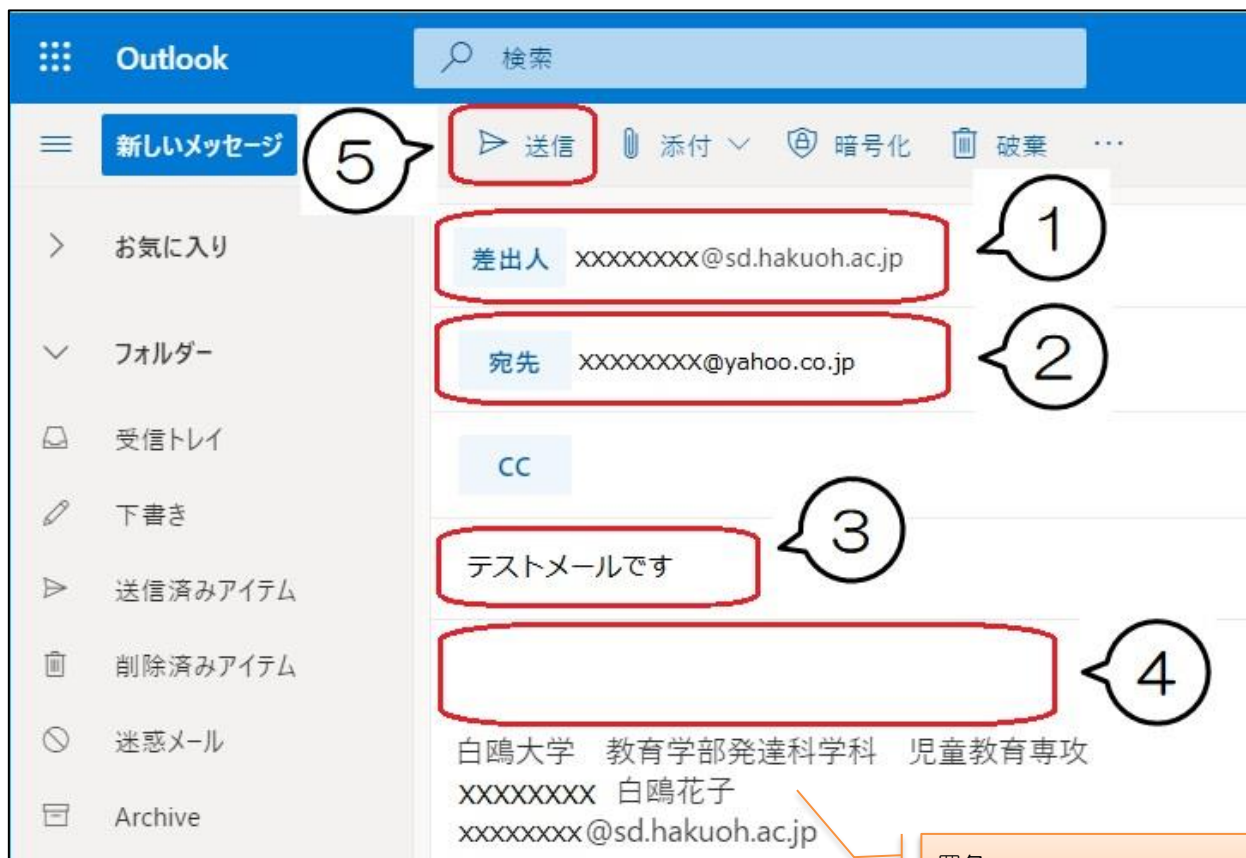 Outlook
検索
新しいメッセージ
5
送信
添付
暗号化
破棄
…
お気に入り
差出人 xxxxxxxx@sd.hakuoh.ac.jp
1
フォルダー
宛先 xxxxxxxx@yahoo.co.jp
2
受信トレイ
CC
下書き
テストメールです
3
送信済みアイテム
削除済みアイテム
4
迷惑メール
白鴎大学 教育学部発達科学科 児童教育専攻
xxxxxxxx 白鴎花子
Archive
xxxxxxxx@sd.hakuoh.ac.jp